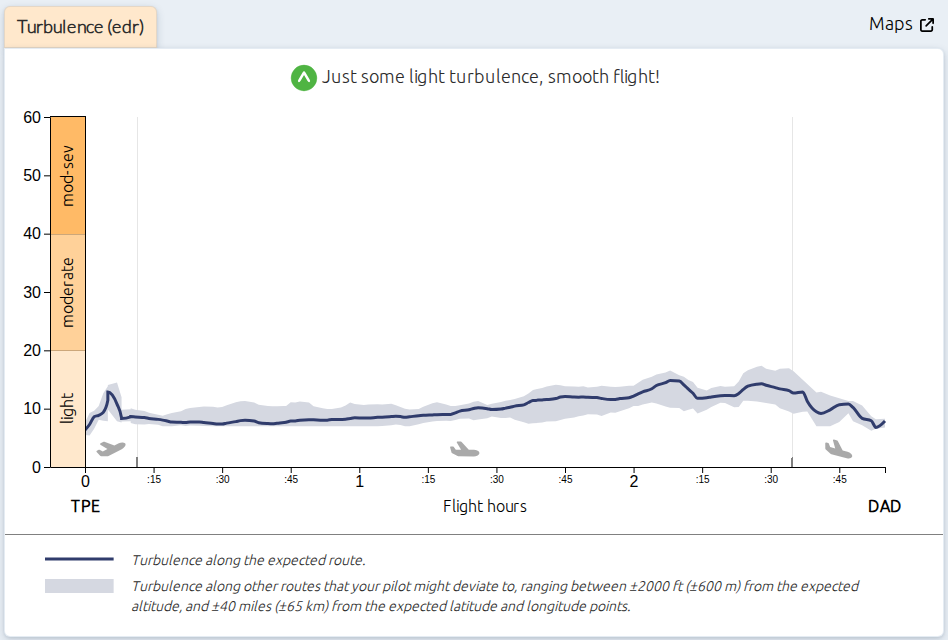 Turbulence (edr)
Maps
Just some light turbulence, smooth flight!
60
50
40
30
20
10
0
mod-sev
moderate
light
0 :15 :30 :45 1 :15 :30 :45 2 :15 :30 :45
TPE Flight hours DAD
Turbulence along the expected route.
Turbulence along other routes that your pilot might deviate to, ranging between ±2000 ft (±600 m) from the expected
altitude, and ±40 miles (±65 km) from the expected latitude and longitude points.